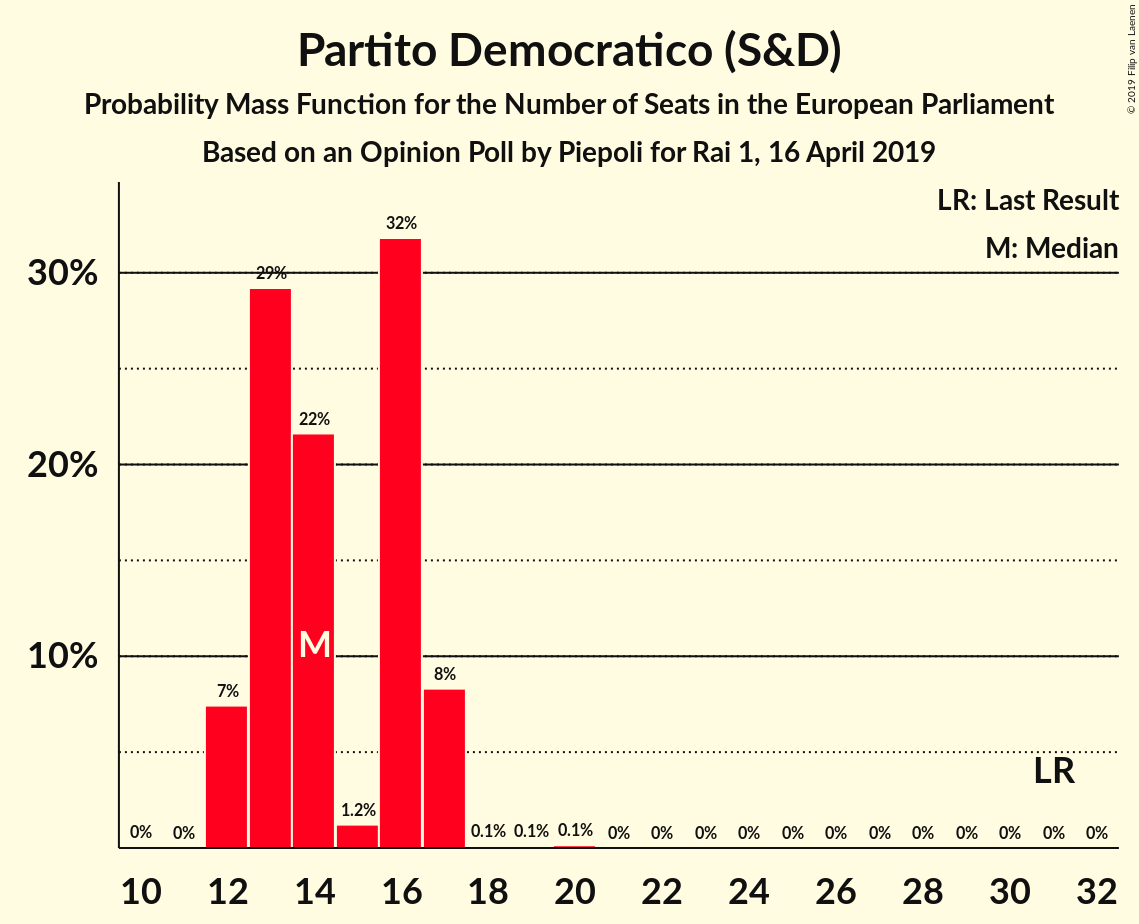 Partito Democratico (S&D)
Probability Mass Function for the Number of Seats in the European Parliament
Based on an Opinion Poll by Piepoli for Rai 1, 16 April 2019
© 2019 Filip van Laenen
LR: Last Result
M: Median
30%
20%
10%
0% 0% 7% 29% 22% 1.2% 32% 8% 0.1% 0.1% 0.1% 0% 0% 0% 0% 0% 0% 0% 0% 0% 0% 0% 0%
M
LR
10 12 14 16 18 20 22 24 26 28 30 32